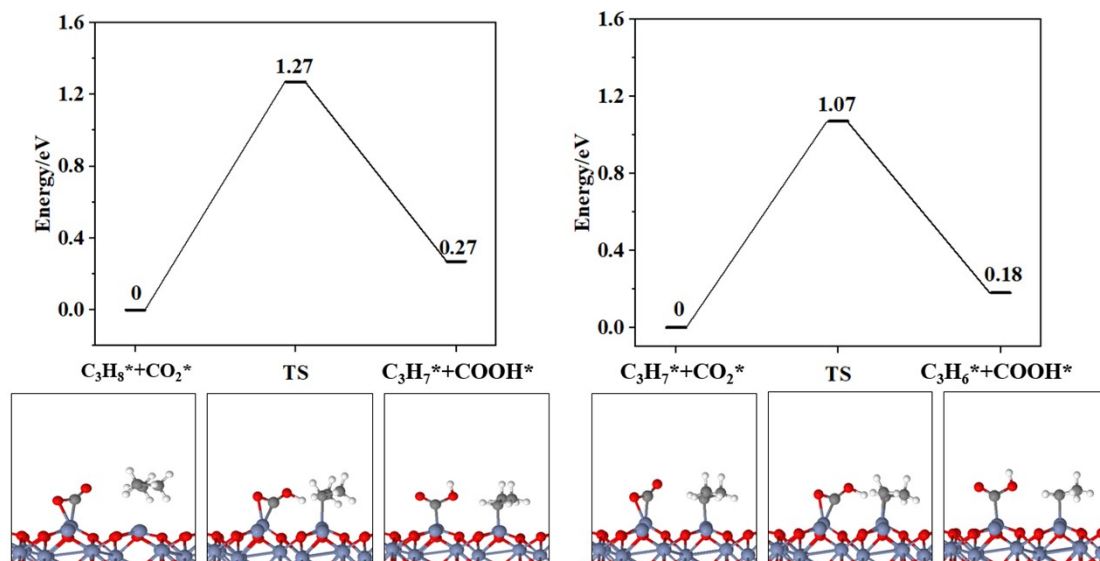 1.6
1.2
0.8
0.4
0.0
Energy/eV
0
1.27
0.27
C₃H₈*+CO₂*
TS
C₃H₇*+COOH*
1.6
1.2
0.8
0.4
0.0
Energy/eV
0
1.07
0.18
C₃H₇*+CO₂*
TS
C₃H₆*+COOH*